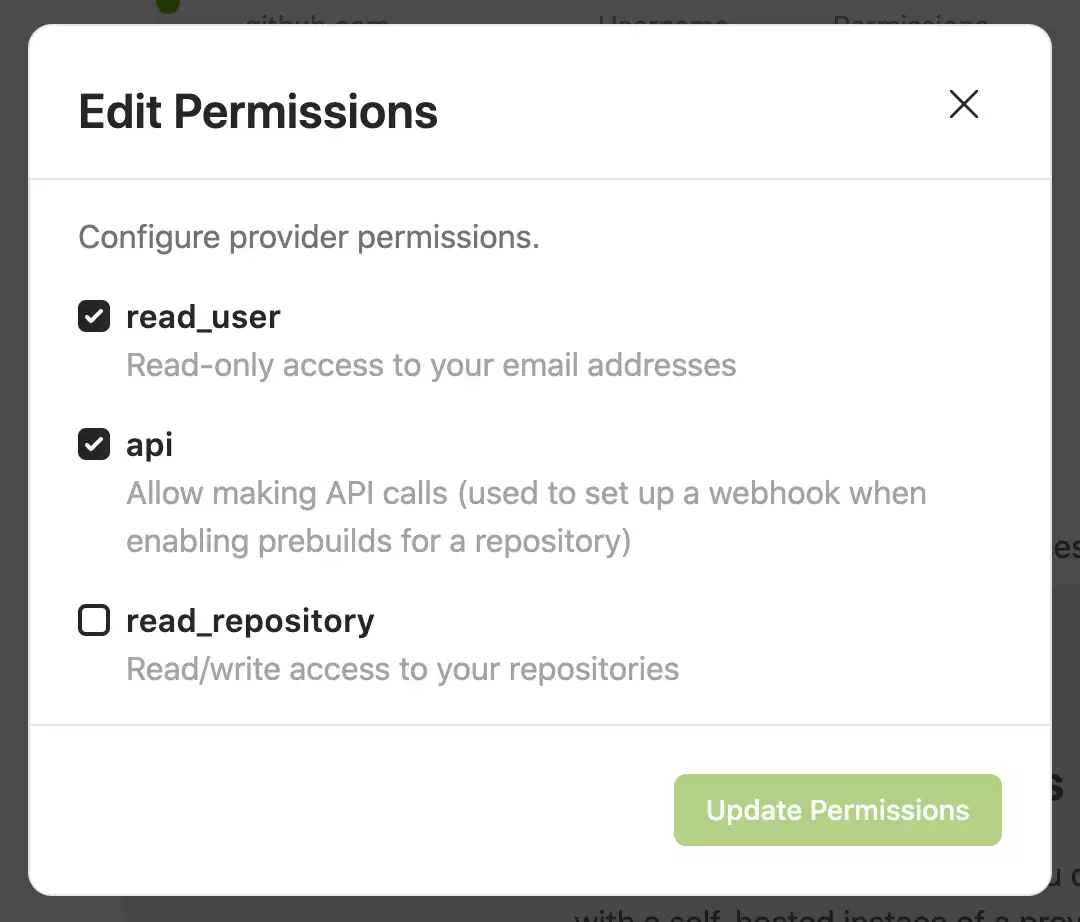 Edit Permissions
Configure provider permissions.
read_user
Read-only access to your email addresses
api
Allow making API calls (used to set up a webhook when
enabling prebuilds for a repository)
read_repository
Read/write access to your repositories
Update Permissions